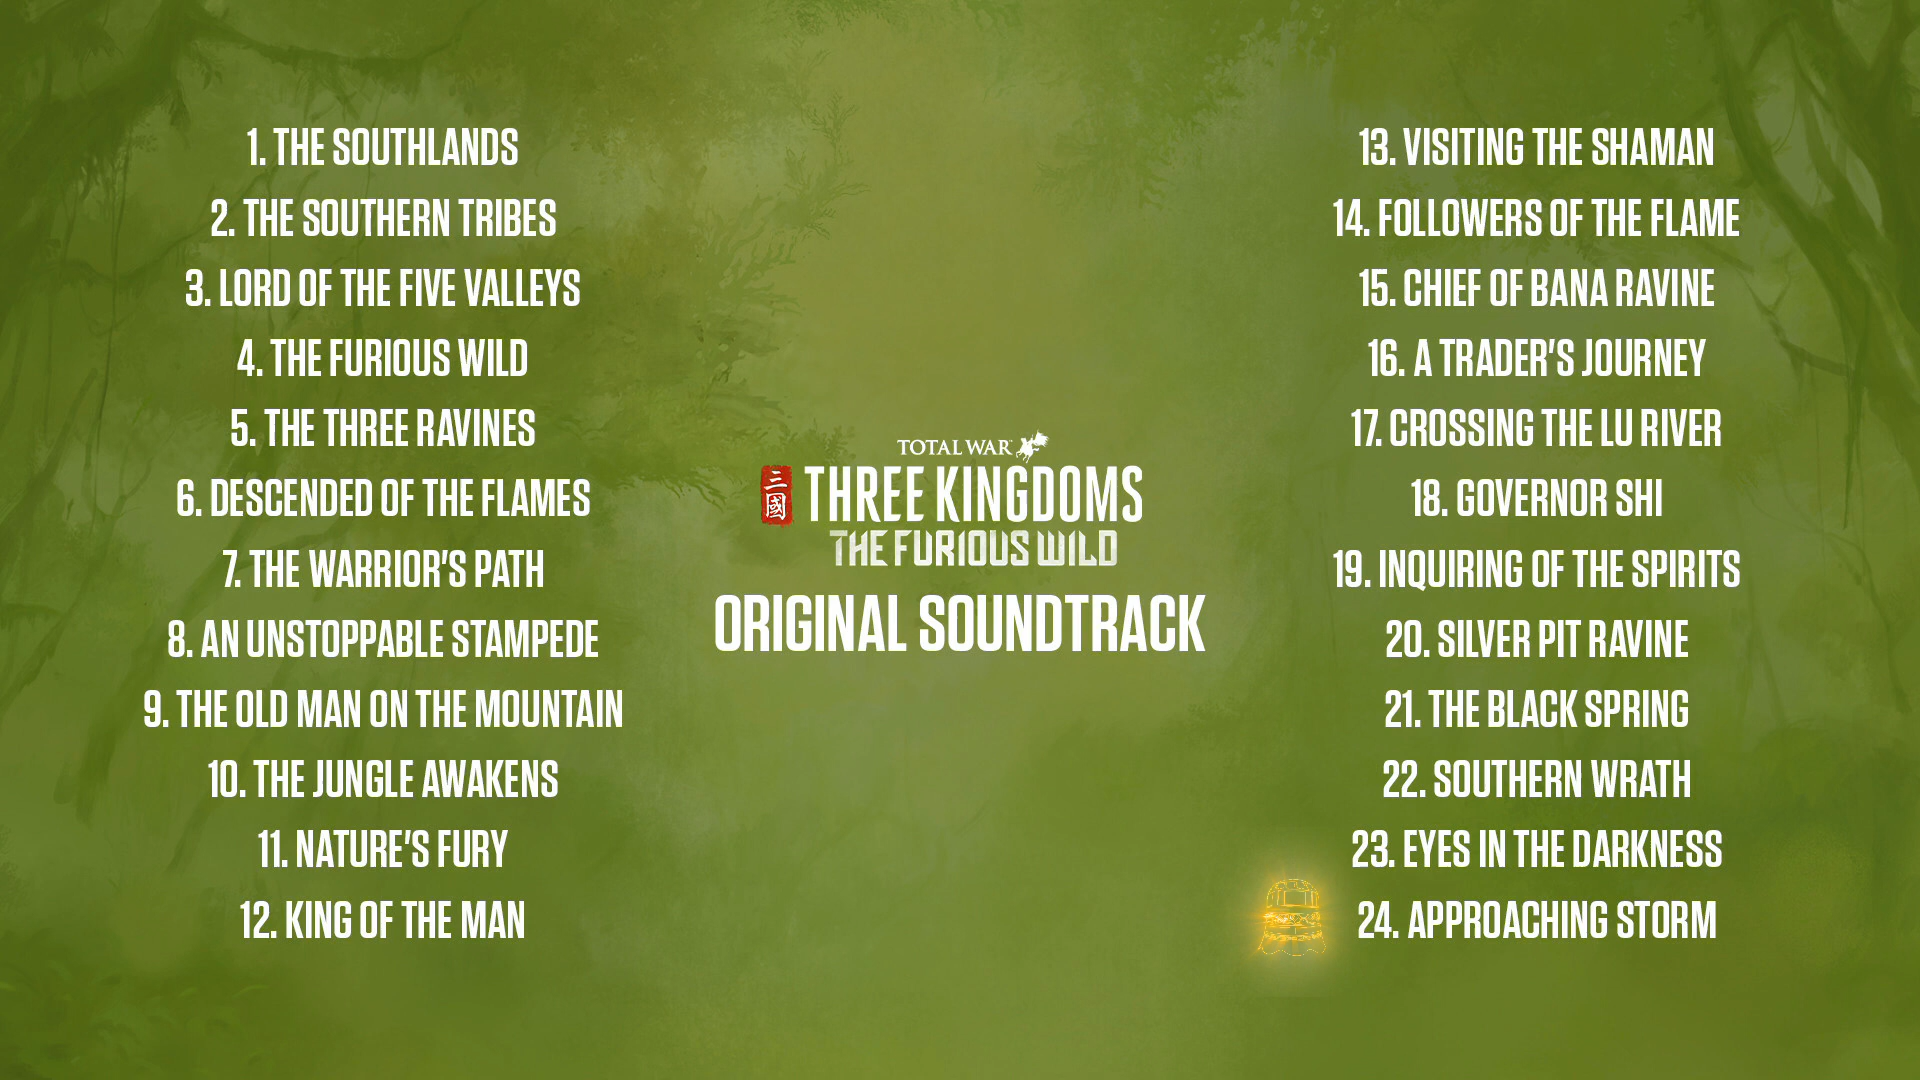 1. THE SOUTHLANDS
2. THE SOUTHERN TRIBES
3. LORD OF THE FIVE VALLEYS
4. THE FURIOUS WILD
5. THE THREE RAVINES
6. DESCENDED OF THE FLAMES
7. THE WARRIOR'S PATH
8. AN UNSTOPPABLE STAMPEDE
9. THE OLD MAN ON THE MOUNTAIN
10. THE JUNGLE AWAKENS
11. NATURE'S FURY
12. KING OF THE MAN
TOTAL WAR
三國 THREE KINGDOMS
THE FURIOUS WILD
ORIGINAL SOUNDTRACK
13. VISITING THE SHAMAN
14. FOLLOWERS OF THE FLAME
15. CHIEF OF BANA RAVINE
16. A TRADER'S JOURNEY
17. CROSSING THE LU RIVER
18. GOVERNOR SHI
19. INQUIRING OF THE SPIRITS
20. SILVER PIT RAVINE
21. THE BLACK SPRING
22. SOUTHERN WRATH
23. EYES IN THE DARKNESS
24. APPROACHING STORM